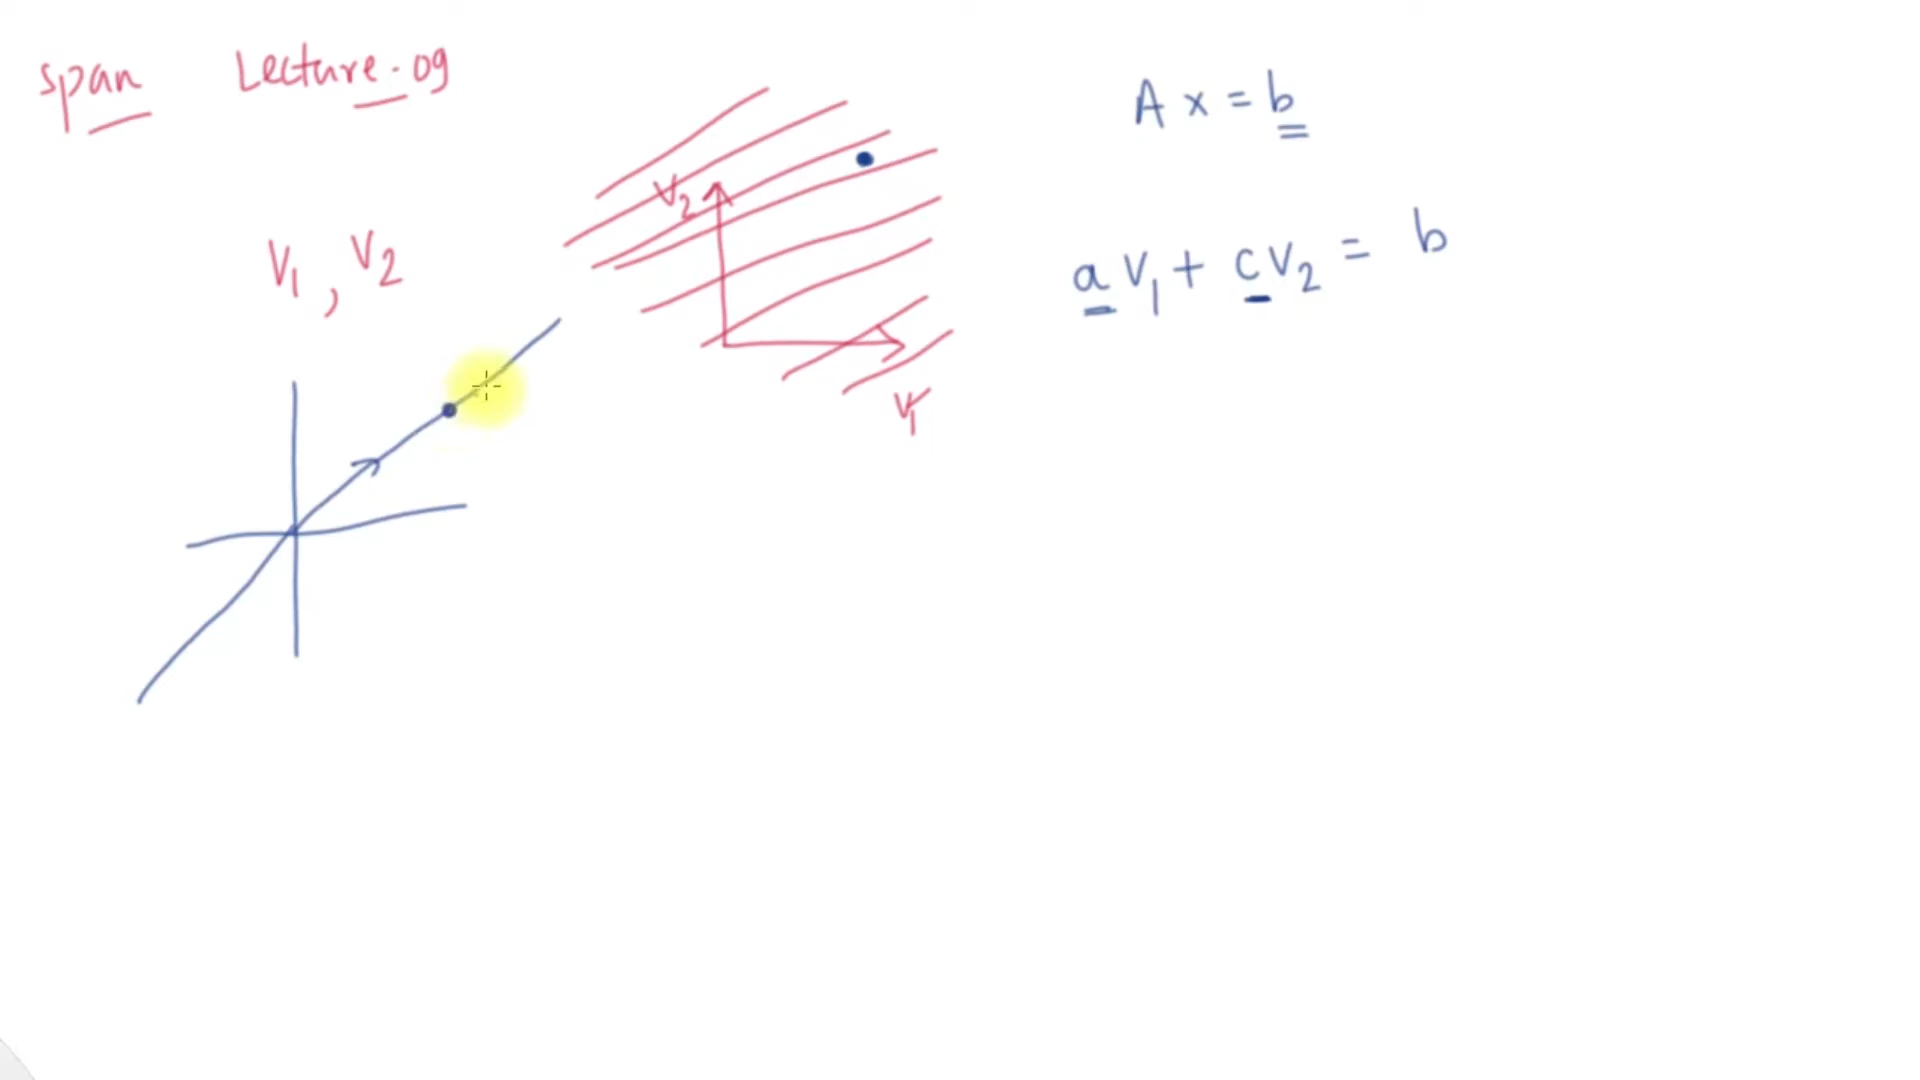 Span Lecture-09
A x = b
V2
V1, V2
a V1 + c V2 = b
V1